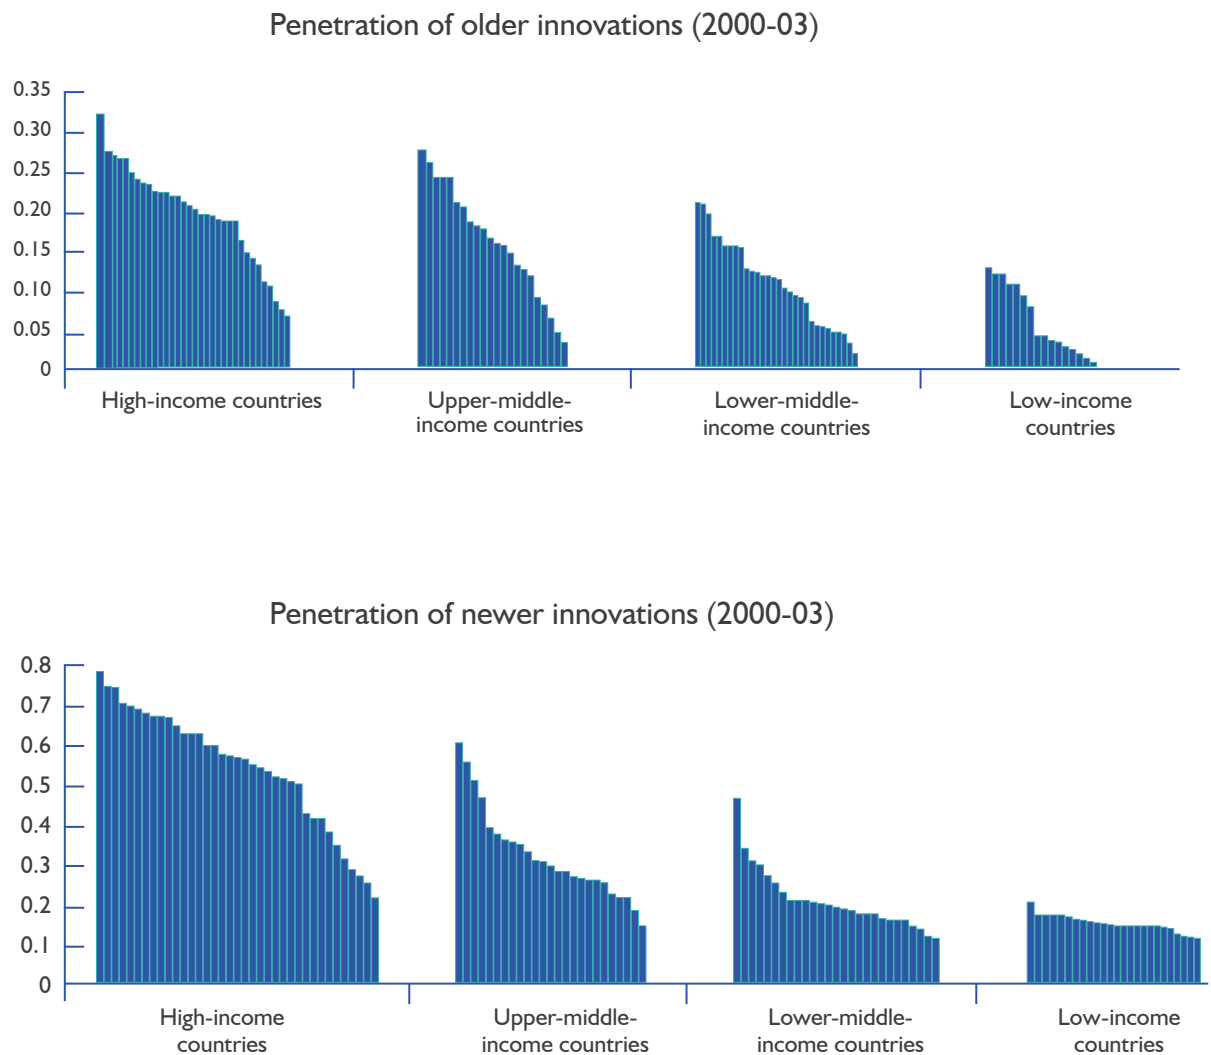 Penetration of older innovations (2000-03)
0.35
0.30
0.25
0.20
0.15
0.10
0.05
0
High-income countries
Upper-middle-
income countries
Lower-middle-
income countries
Low-income
countries
Penetration of newer innovations (2000-03)
0.8
0.7
0.6
0.5
0.4
0.3
0.2
0.1
0
High-income
countries
Upper-middle-
income countries
Lower-middle-
income countries
Low-income
countries